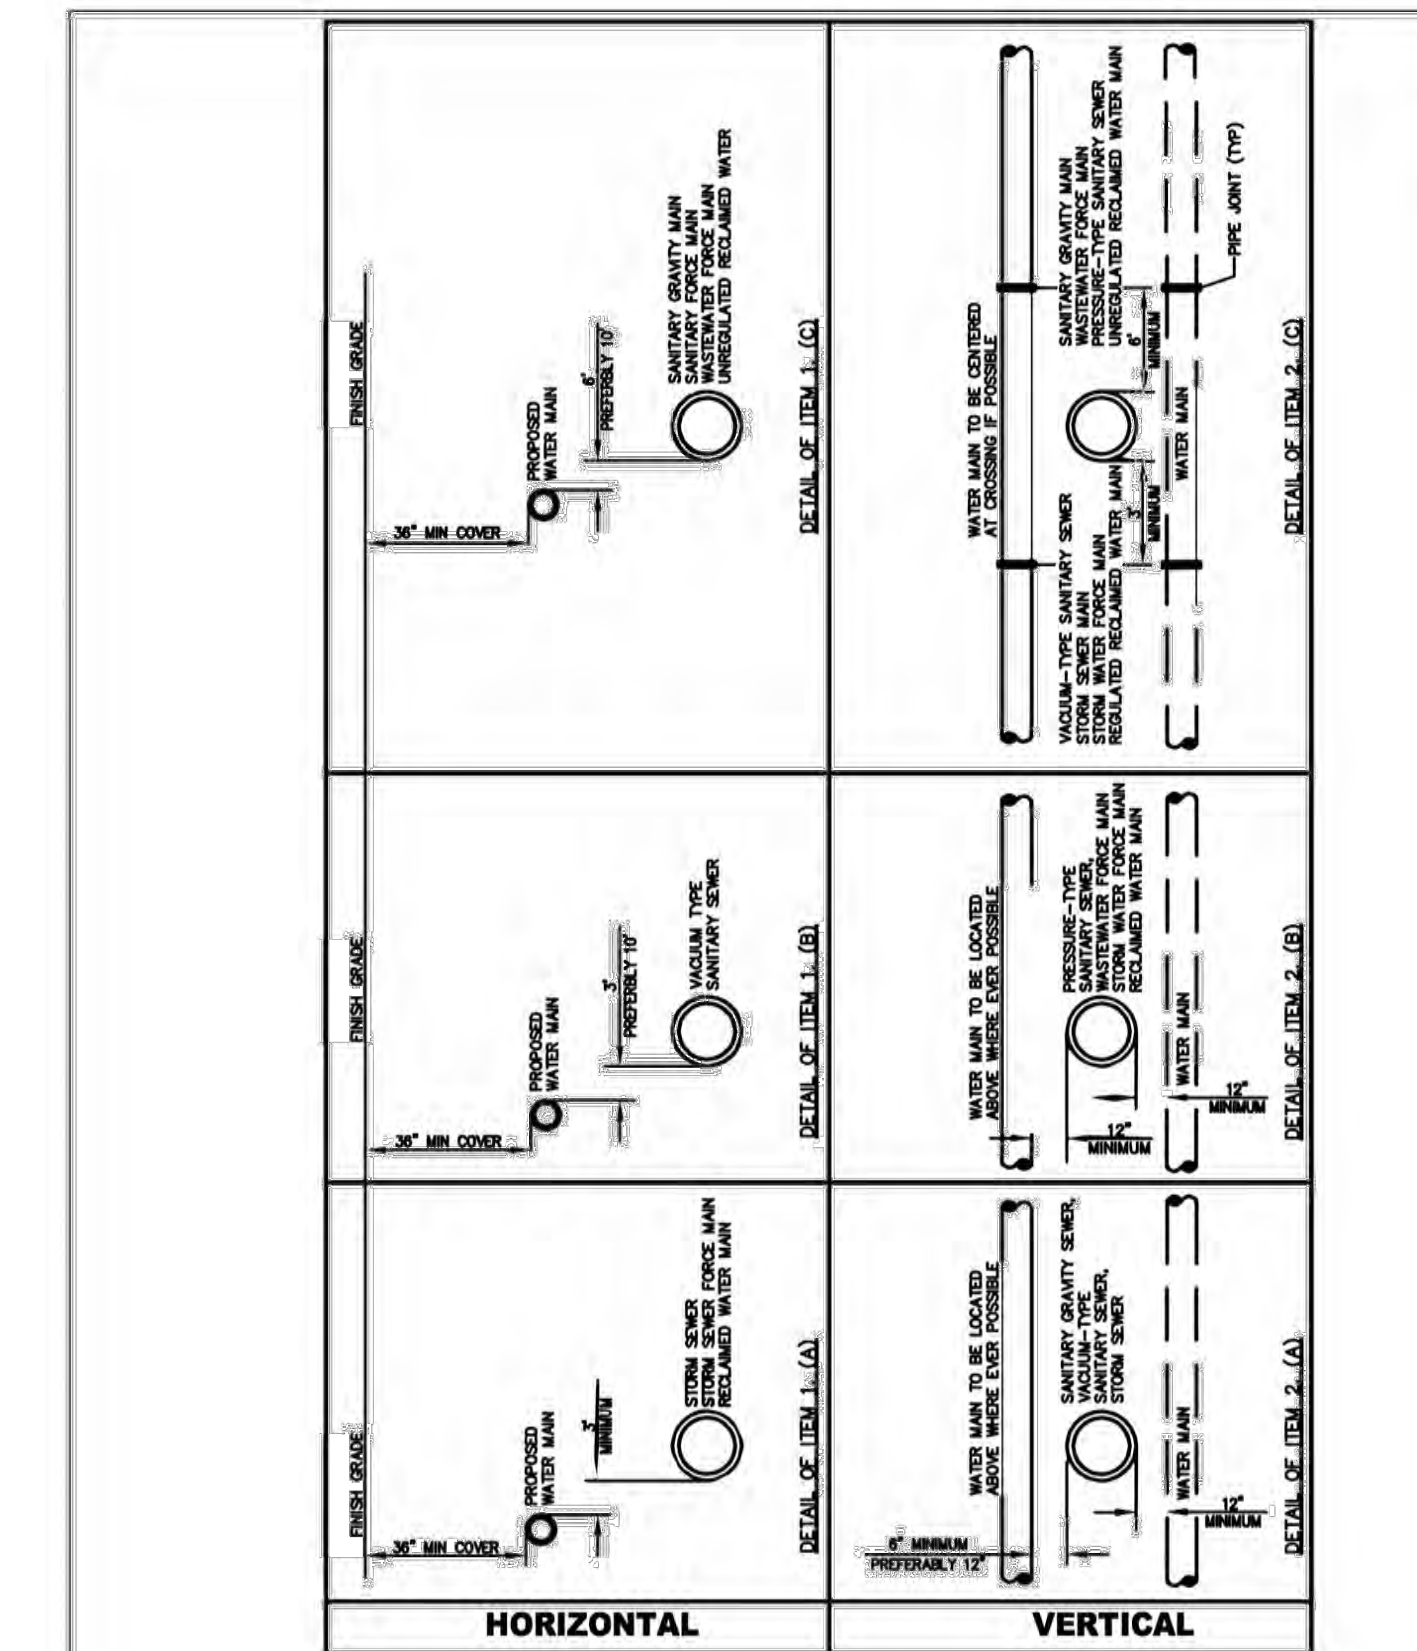 FINISH GRADE
36" MIN COVER
PROPOSED
WATER MAIN
3'
MINIMUM
STORM SEWER
STORM SEWER FORCE MAIN
RECLAIMED WATER MAIN
DETAIL OF ITEM 1. (A)
FINISH GRADE
36" MIN COVER
PROPOSED
WATER MAIN
3'
PREFERBLY 10'
VACUUM TYPE
SANITARY SEWER
DETAIL OF ITEM 1. (B)
FINISH GRADE
36" MIN COVER
PROPOSED
WATER MAIN
6'
PREFERBLY 10'
SANITARY GRAVITY MAIN
SANITARY FORCE MAIN
WASTEWATER FORCE MAIN
UNREGULATED RECLAIMED WATER
DETAIL OF ITEM 1. (C)
HORIZONTAL
6" MINIMUM
PREFERABLY 12"
WATER MAIN TO BE LOCATED
ABOVE WHERE EVER POSSIBLE
SANITARY GRAVITY SEWER,
VACUUM-TYPE
SANITARY SEWER,
STORM SEWER
WATER MAIN
12"
MINIMUM
DETAIL OF ITEM 2. (A)
WATER MAIN TO BE LOCATED
ABOVE WHERE EVER POSSIBLE
PRESSURE-TYPE
SANITARY SEWER,
WASTEWATER FORCE MAIN
STORM WATER FORCE MAIN
RECLAIMED WATER MAIN
12"
MINIMUM
WATER MAIN
12"
MINIMUM
DETAIL OF ITEM 2. (B)
WATER MAIN TO BE CENTERED
AT CROSSING IF POSSIBLE
VACUUM-TYPE SANITARY SEWER
STORM SEWER MAIN
STORM WATER FORCE MAIN
REGULATED RECLAIMED WATER MAIN
3'
MINIMUM
SANITARY GRAVITY MAIN
WASTEWATER FORCE MAIN
PRESSURE-TYPE SANITARY SEWER
UNREGULATED RECLAIMED WATER MAIN
6'
MINIMUM
WATER MAIN
PIPE JOINT (TYP)
DETAIL OF ITEM 2. (C)
VERTICAL